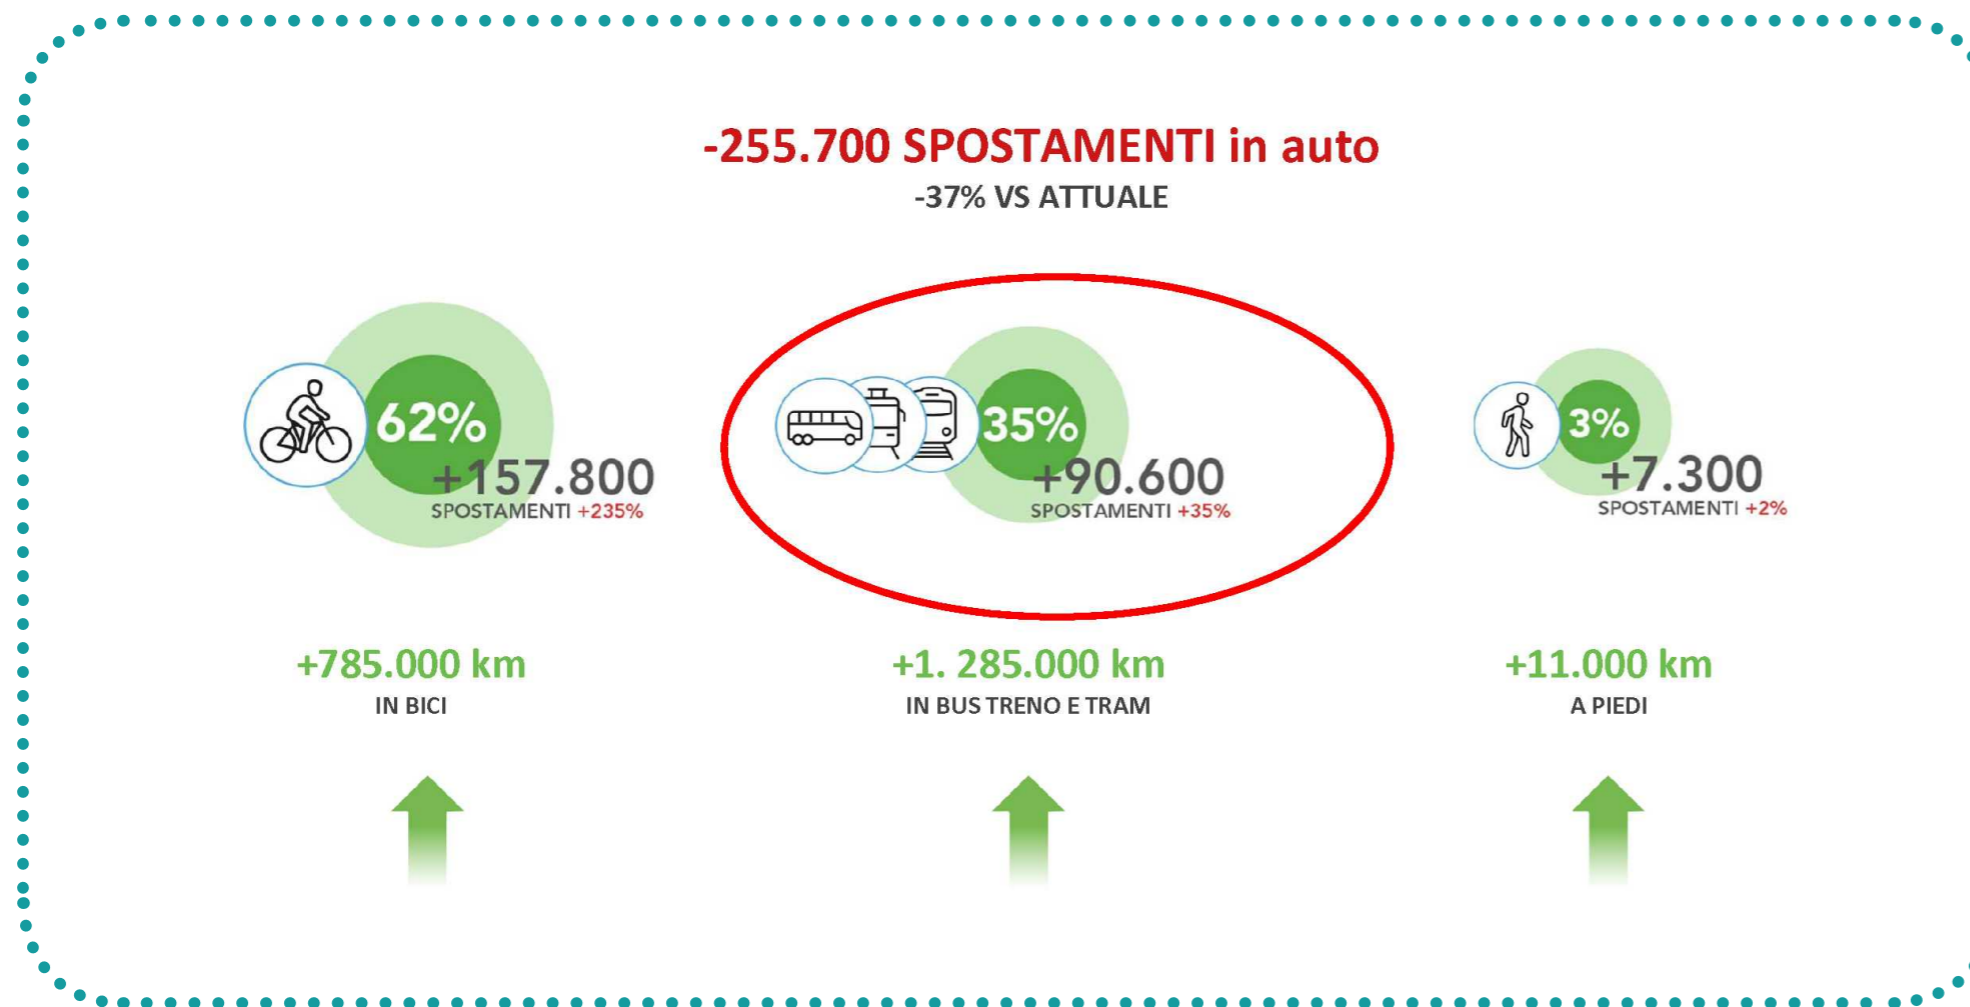 -255.700 SPOSTAMENTI in auto
-37% VS ATTUALE
62%
+157.800
SPOSTAMENTI +235%
35%
+90.600
SPOSTAMENTI +35%
3%
+7.300
SPOSTAMENTI +2%
+785.000 km
IN BICI
+1. 285.000 km
IN BUS TRENO E TRAM
+11.000 km
A PIEDI